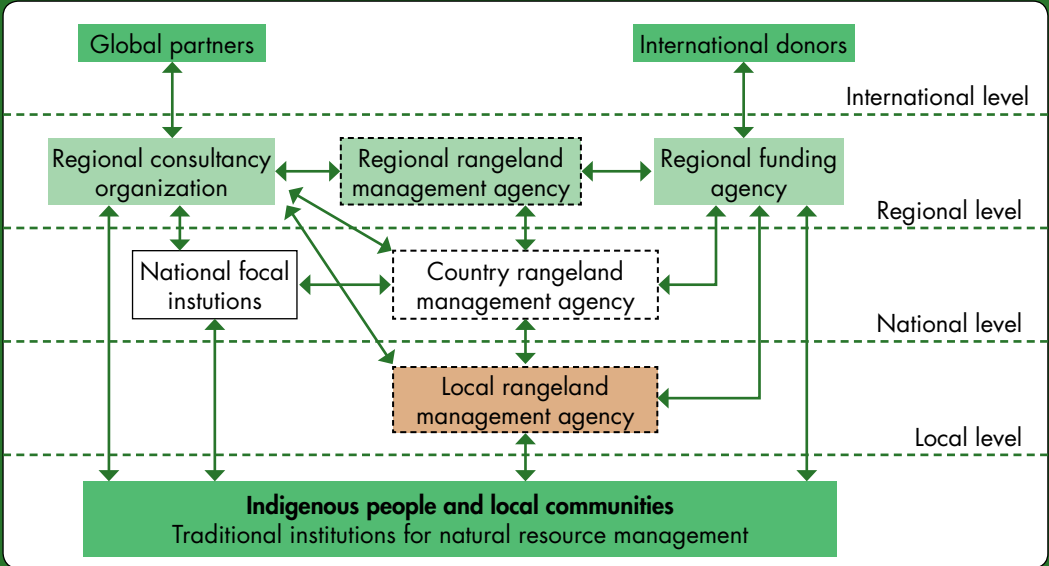 Global partners
International donors
International level
Regional consultancy
organization
Regional rangeland
management agency
Regional funding
agency
Regional level
National focal
instutions
Country rangeland
management agency
National level
Local rangeland
management agency
Local level
Indigenous people and local communities
Traditional institutions for natural resource management